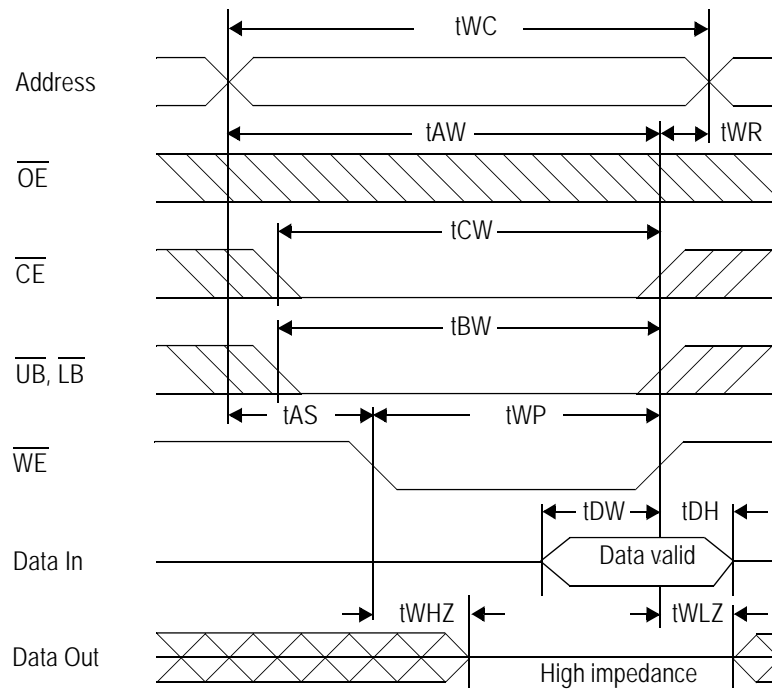 tWC
Address
tAW
tWR
OE
tCW
CE
tBW
UB, LB
tAS
tWP
WE
tDW
tDH
Data In
Data valid
tWHZ
tWLZ
Data Out
High impedance